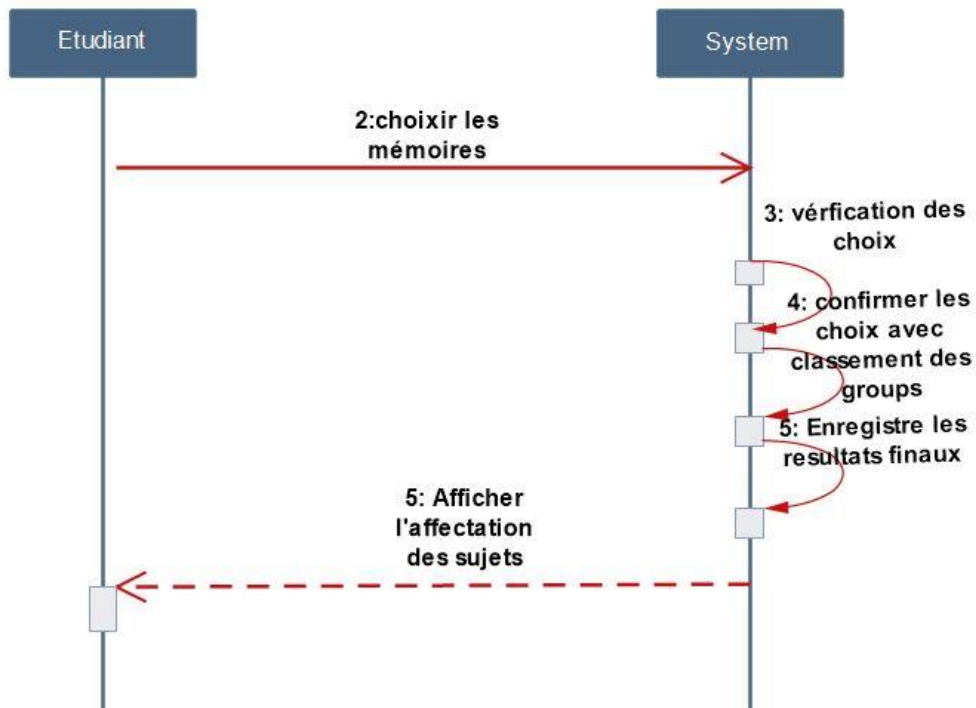 Etudiant
System
2:choixir les
mémoires
3: vérfication des
choix
4: confirmer les
choix avec
classement des
groups
5: Enregistre les
resultats finaux
5: Afficher
l'affectation
des sujets